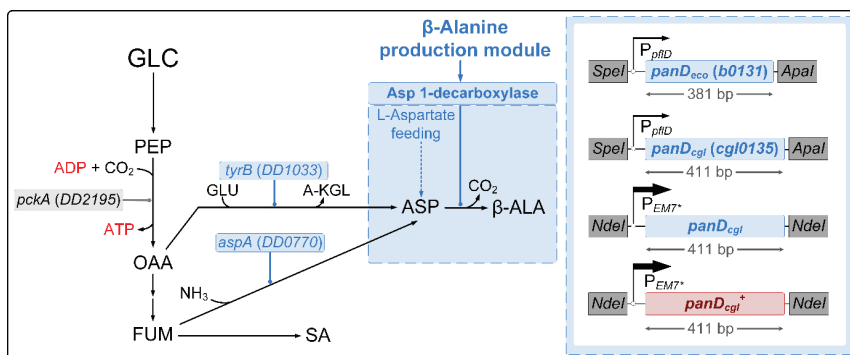 β-Alanine
production module
GLC
Asp 1-decarboxylase
L-Aspartate
feeding
PEP
ADP + CO₂
pckA (DD2195)
ATP
OAA
FUM
tyrB (DD1033)
GLU
A-KGL
aspA (DD0770)
NH₃
SA
ASP
CO₂
β-ALA
PpflD
SpeI
panDeco (b0131)
ApaI
381 bp
PpflD
SpeI
panDcgl (cgl0135)
ApaI
411 bp
PEM7*
NdeI
panDcgl
NdeI
411 bp
PEM7*
NdeI
panDcgl⁺
NdeI
411 bp